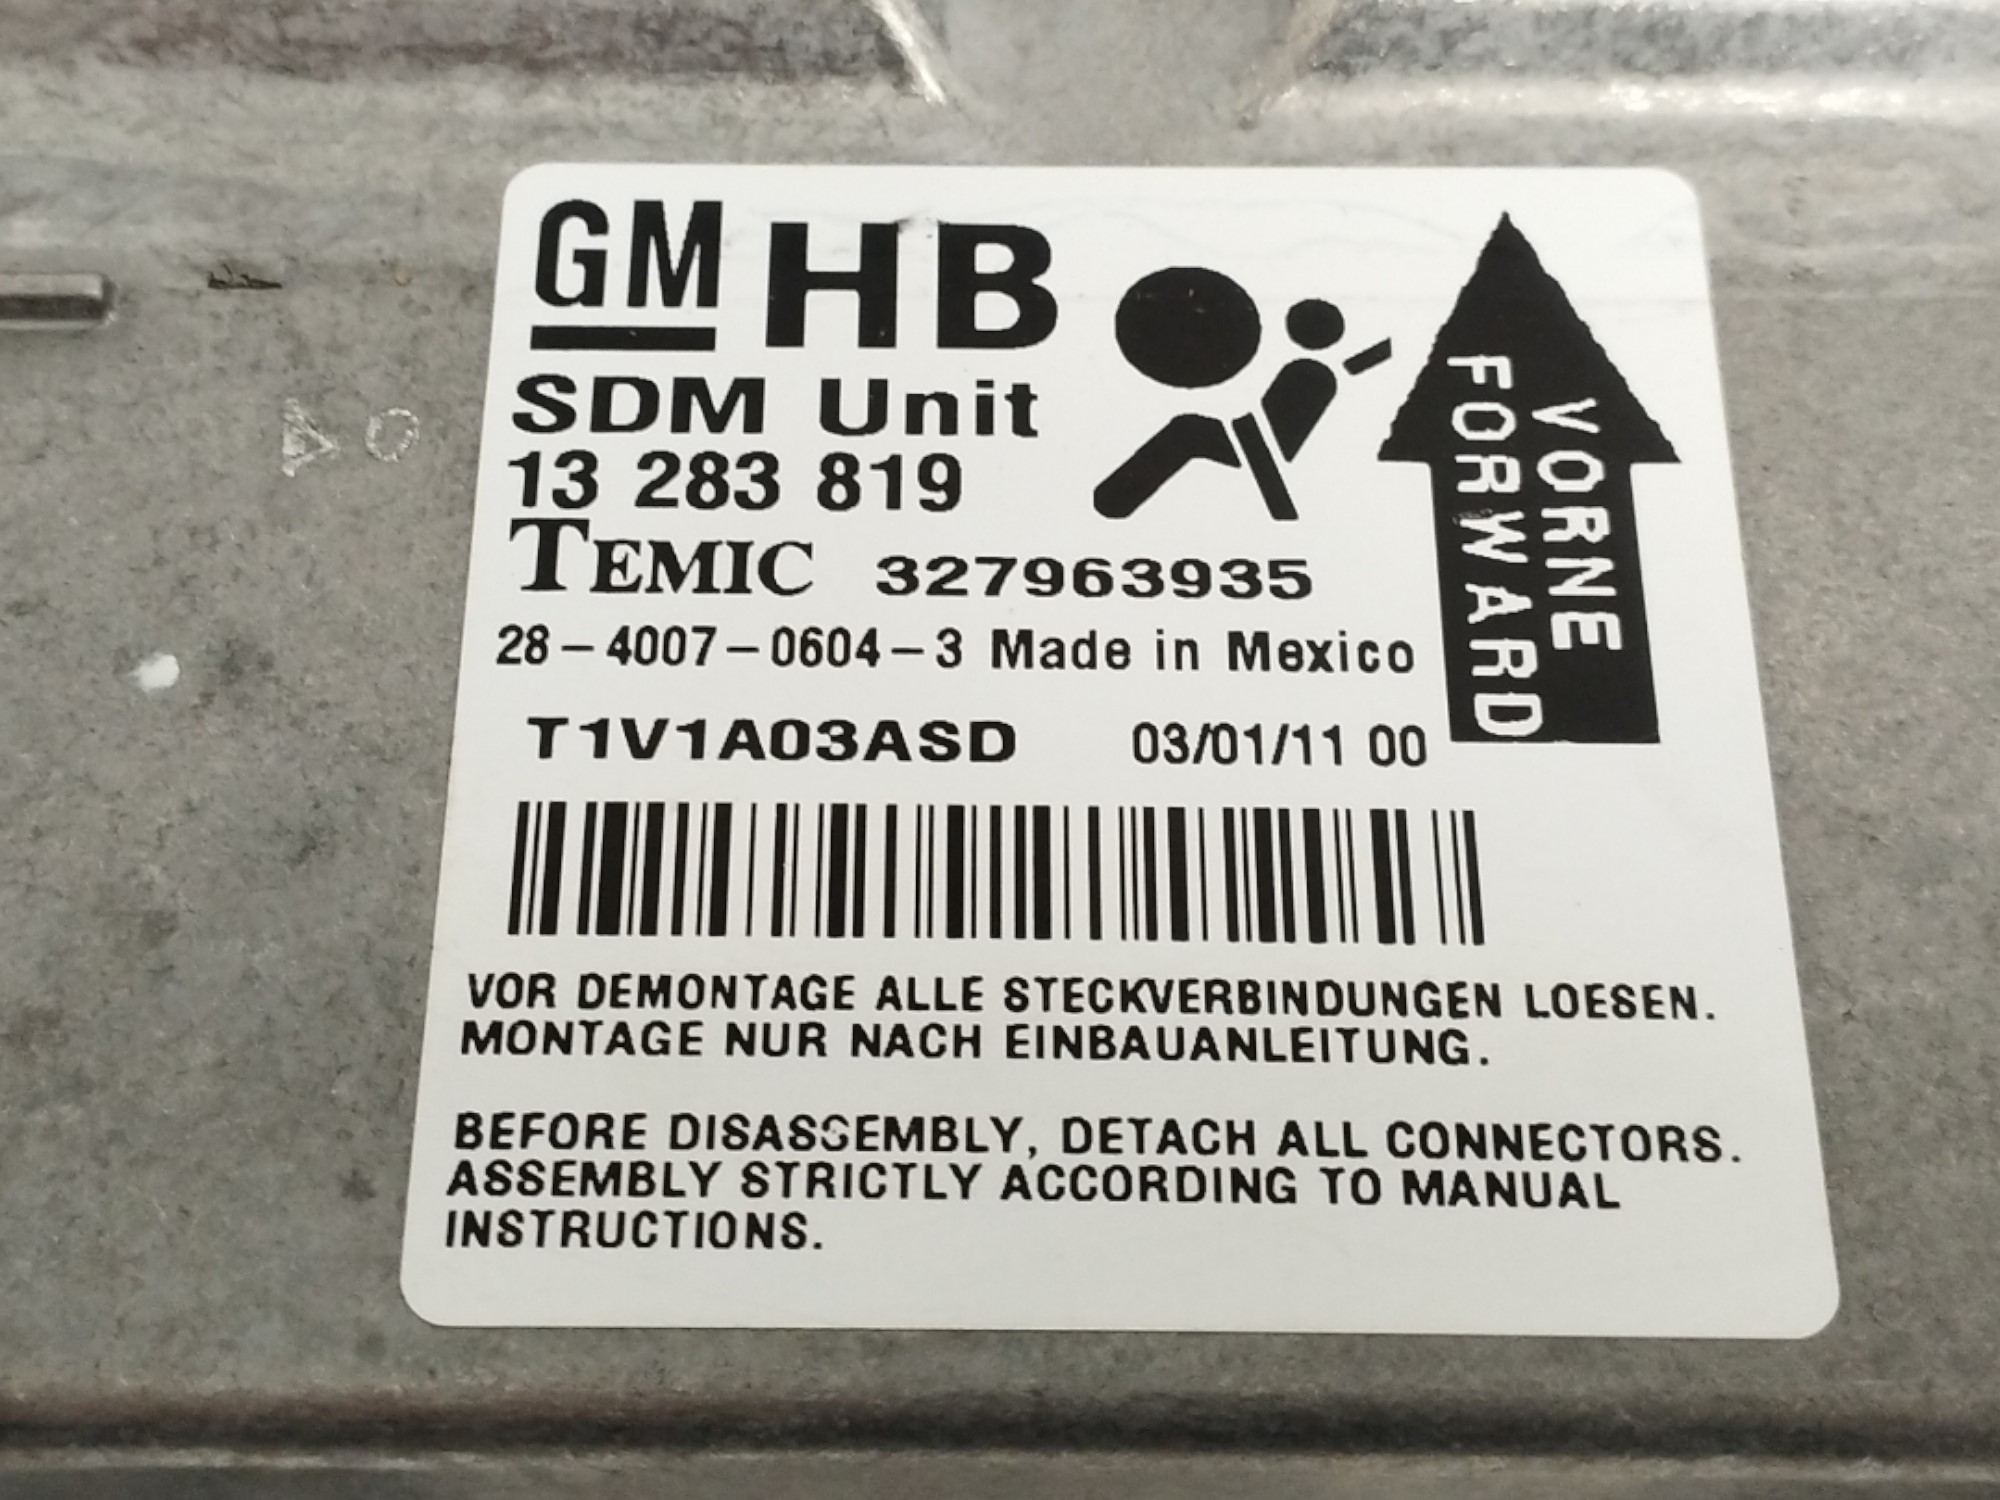 GM HB
SDM Unit
13 283 819
TEMIC 327963935
28-4007-0604-3 Made in Mexico
T1V1A03ASD 03/01/11 00
VORNE
FORWARD
VOR DEMONTAGE ALLE STECKVERBINDUNGEN LOESEN.
MONTAGE NUR NACH EINBAUANLEITUNG.
BEFORE DISASSEMBLY, DETACH ALL CONNECTORS.
ASSEMBLY STRICTLY ACCORDING TO MANUAL
INSTRUCTIONS.